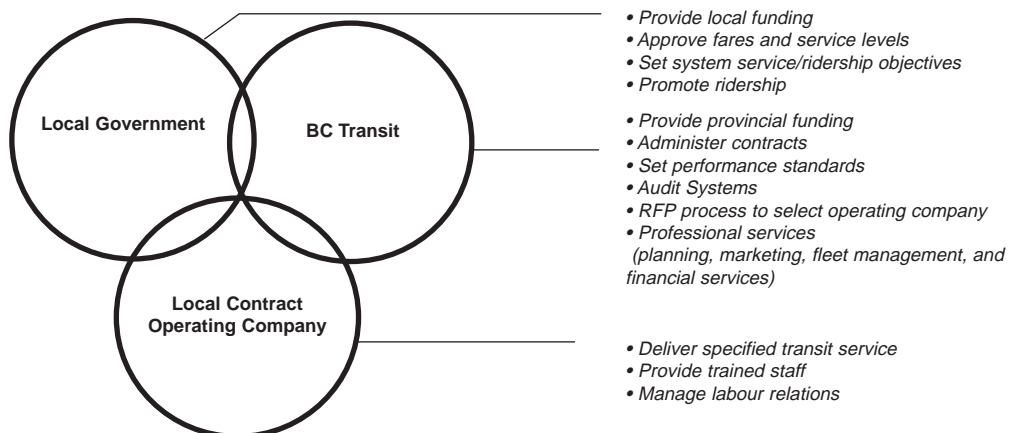 Local Government
BC Transit
Local Contract
Operating Company
• Provide local funding
• Approve fares and service levels
• Set system service/ridership objectives
• Promote ridership
• Provide provincial funding
• Administer contracts
• Set performance standards
• Audit Systems
• RFP process to select operating company
• Professional services
(planning, marketing, fleet management, and
financial services)
• Deliver specified transit service
• Provide trained staff
• Manage labour relations